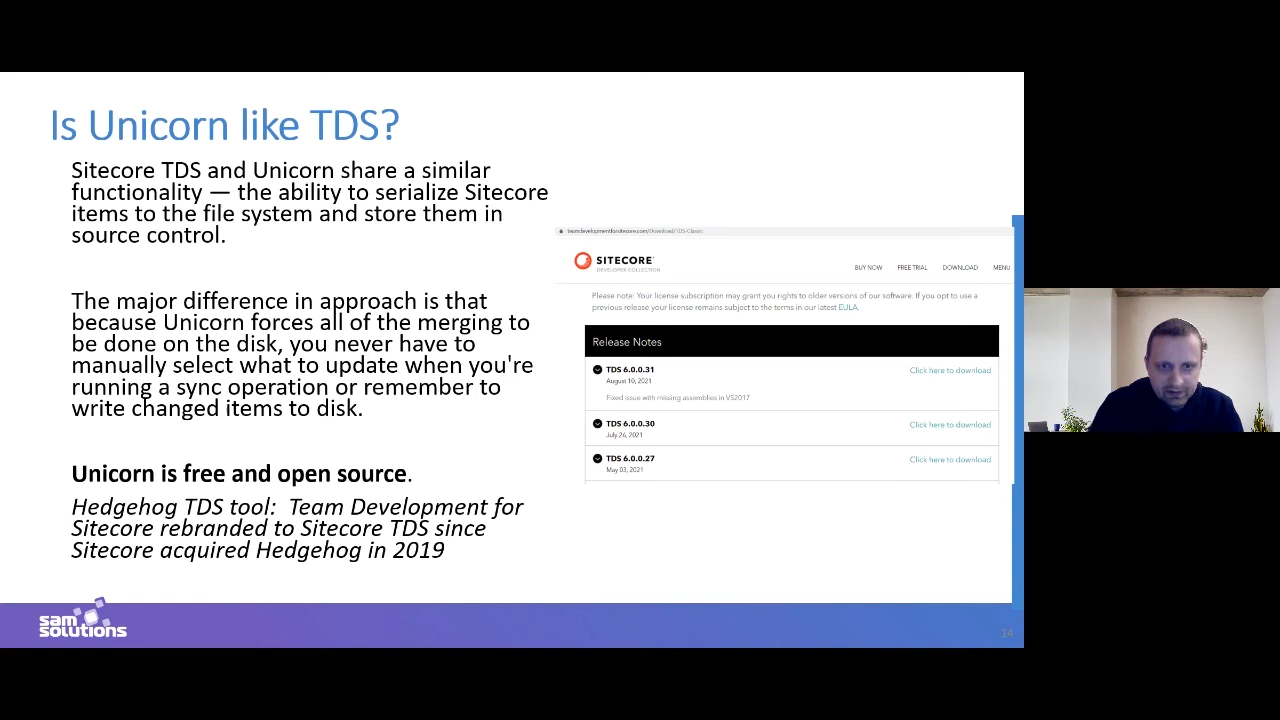 Is Unicorn like TDS?
Sitecore TDS and Unicorn share a similar
functionality — the ability to serialize Sitecore
items to the file system and store them in
source control.
The major difference in approach is that
because Unicorn forces all of the merging to
be done on the disk, you never have to
manually select what to update when you're
running a sync operation or remember to
write changed items to disk.
Unicorn is free and open source.
Hedgehog TDS tool:  Team Development for
Sitecore rebranded to Sitecore TDS since
Sitecore acquired Hedgehog in 2019
teamdevelopmentforsitecore.com/Download/TDS-Classic
SITECORE
DEVELOPER COLLECTION
BUY NOW FREE TRIAL DOWNLOAD MENU
Please note: Your license subscription may grant you rights to older versions of our software. If you opt to use a
previous release your license remains subject to the terms in our latest EULA.
Release Notes
TDS 6.0.0.31 Click here to download
August 10, 2021
Fixed issue with missing assemblies in VS2017
TDS 6.0.0.30 Click here to download
July 26, 2021
TDS 6.0.0.27 Click here to download
May 03, 2021
sam
solutions
14